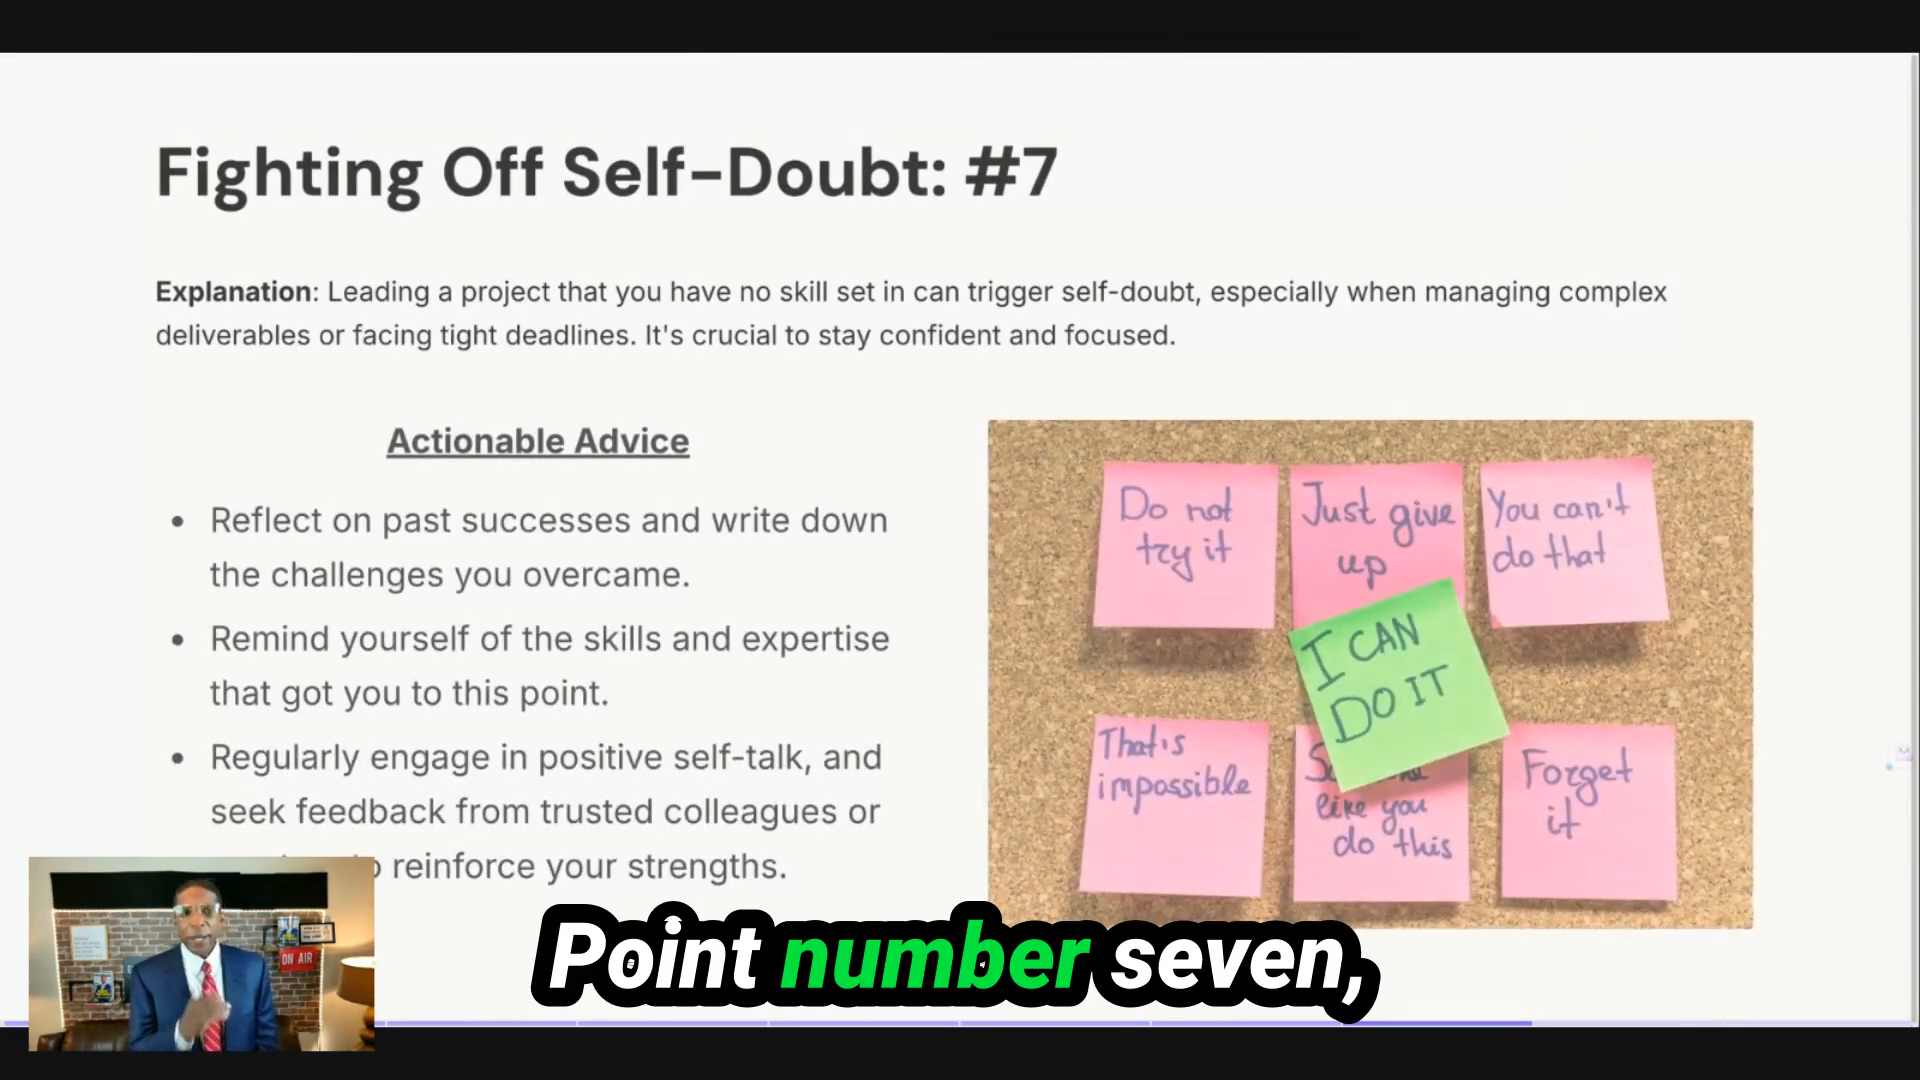 Fighting Off Self-Doubt: #7
Explanation: Leading a project that you have no skill set in can trigger self-doubt, especially when managing complex
deliverables or facing tight deadlines. It's crucial to stay confident and focused.
Actionable Advice
• Reflect on past successes and write down
the challenges you overcame.
• Remind yourself of the skills and expertise
that got you to this point.
• Regularly engage in positive self-talk, and
seek feedback from trusted colleagues or
reinforce your strengths.
Do not
try it
Just give
up
You can't
do that
I CAN
DO IT
That's
impossible
like you
do this
Forget
it
ON AIR
Point number seven,